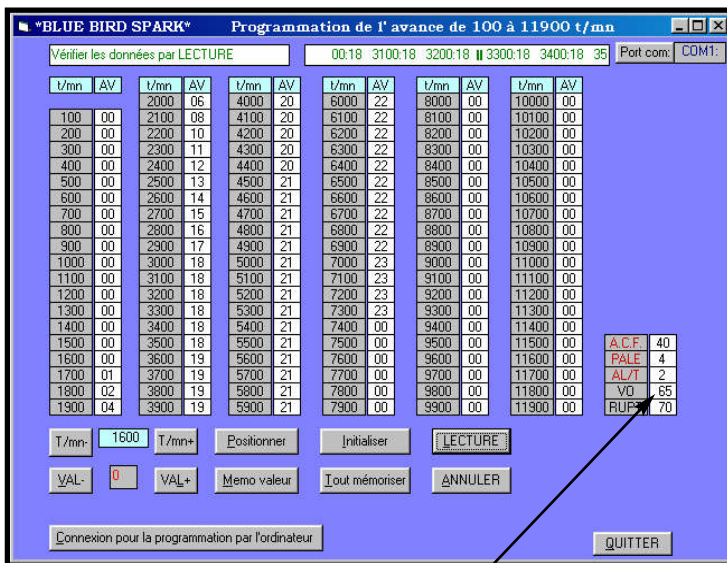 *BLUE BIRD SPARK* Programmation de l'avance de 100 à 11900 t/mn
Vérifier les données par LECTURE 00:18 3100:18 3200:18 || 3300:18 3400:18 35 Port com: COM1:
t/mn AV t/mn AV t/mn AV t/mn AV t/mn AV t/mn AV
2000 06 4000 20 6000 22 8000 00 10000 00
100 00 2100 08 4100 20 6100 22 8100 00 10100 00
200 00 2200 10 4200 20 6200 22 8200 00 10200 00
300 00 2300 11 4300 20 6300 22 8300 00 10300 00
400 00 2400 12 4400 20 6400 22 8400 00 10400 00
500 00 2500 13 4500 21 6500 22 8500 00 10500 00
600 00 2600 14 4600 21 6600 22 8600 00 10600 00
700 00 2700 15 4700 21 6700 22 8700 00 10700 00
800 00 2800 16 4800 21 6800 22 8800 00 10800 00
900 00 2900 17 4900 21 6900 22 8900 00 10900 00
1000 00 3000 18 5000 21 7000 23 9000 00 11000 00
1100 00 3100 18 5100 21 7100 23 9100 00 11100 00
1200 00 3200 18 5200 21 7200 23 9200 00 11200 00
1300 00 3300 18 5300 21 7300 23 9300 00 11300 00
1400 00 3400 18 5400 21 7400 00 9400 00 11400 00
1500 00 3500 18 5500 21 7500 00 9500 00 11500 00 A.C.F. 40
1600 00 3600 19 5600 21 7600 00 9600 00 11600 00 PALE 4
1700 01 3700 19 5700 21 7700 00 9700 00 11700 00 AL/T 2
1800 02 3800 19 5800 21 7800 00 9800 00 11800 00 VO 65
1900 04 3900 19 5900 21 7900 00 9900 00 11900 00 RUPT 70
T/mn- 1600 T/mn+ Positionner Initialiser LECTURE
VAL- 0 VAL+ Memo valeur Tout mémoriser ANNULER
Connexion pour la programmation par l'ordinateur QUITTER